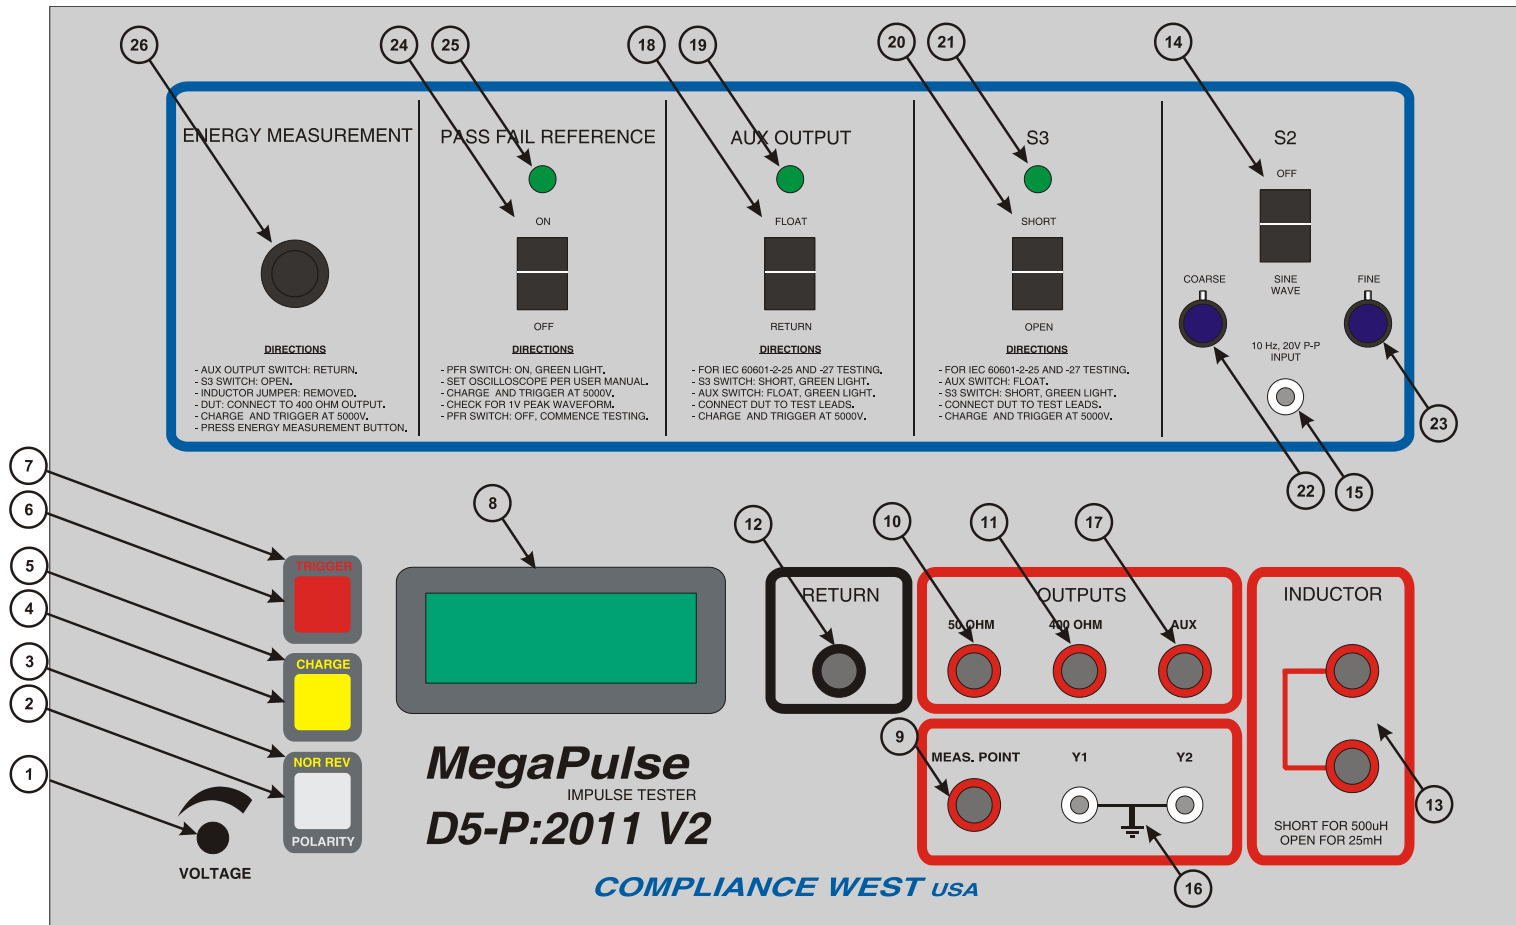 26
24
25
18
19
20
21
14
ENERGY MEASUREMENT
PASS FAIL REFERENCE
AUX OUTPUT
S3
S2
OFF
ON
FLOAT
SHORT
COARSE
SINE
WAVE
FINE
OFF
RETURN
OPEN
10 Hz, 20V P-P
INPUT
DIRECTIONS
- AUX OUTPUT SWITCH: RETURN.
- S3 SWITCH: OPEN.
- INDUCTOR JUMPER: REMOVED.
- DUT: CONNECT TO 400 OHM OUTPUT.
- CHARGE AND TRIGGER AT 5000V.
- PRESS ENERGY MEASUREMENT BUTTON.
DIRECTIONS
- PFR SWITCH: ON, GREEN LIGHT.
- SET OSCILLOSCOPE PER USER MANUAL.
- CHARGE AND TRIGGER AT 5000V.
- CHECK FOR 1V PEAK WAVEFORM.
- PFR SWITCH: OFF, COMMENCE TESTING.
DIRECTIONS
- FOR IEC 60601-2-25 AND -27 TESTING.
- S3 SWITCH: SHORT, GREEN LIGHT.
- AUX SWITCH: FLOAT, GREEN LIGHT.
- CONNECT DUT TO TEST LEADS.
- CHARGE AND TRIGGER AT 5000V.
DIRECTIONS
- FOR IEC 60601-2-25 AND -27 TESTING.
- AUX SWITCH: FLOAT.
- S3 SWITCH: SHORT, GREEN LIGHT.
- CONNECT DUT TO TEST LEADS.
- CHARGE AND TRIGGER AT 5000V.
23
22
15
7
6
5
4
3
2
1
8
12
10
11
17
TRIGGER
CHARGE
NOR REV
POLARITY
VOLTAGE
RETURN
OUTPUTS
50 OHM
400 OHM
AUX
INDUCTOR
9
MEAS. POINT
Y1
Y2
13
SHORT FOR 500uH
OPEN FOR 25mH
16
MegaPulse
IMPULSE TESTER
D5-P:2011 V2
COMPLIANCE WEST USA